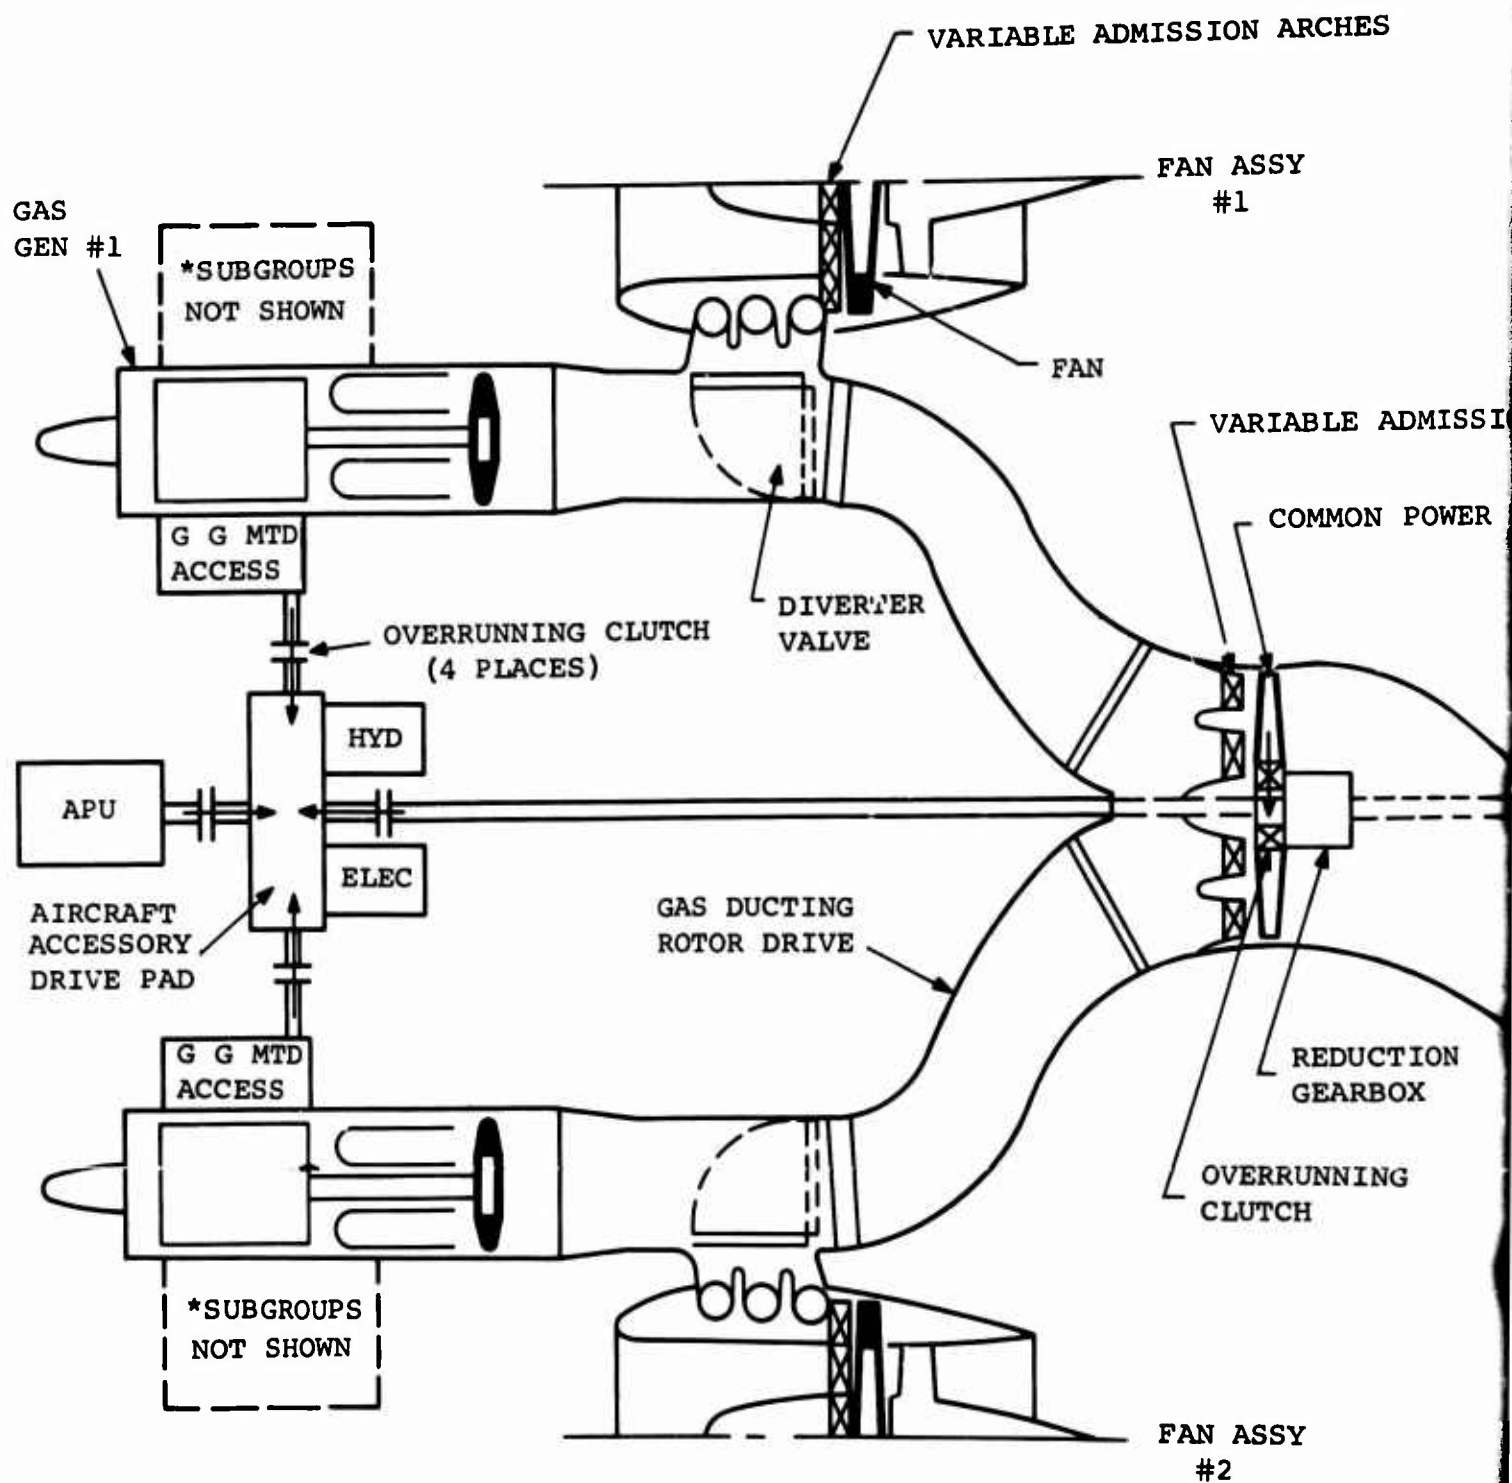 VARIABLE ADMISSION ARCHES
FAN ASSY
#1
GAS
GEN #1
*SUBGROUPS
NOT SHOWN
FAN
VARIABLE ADMISSI
COMMON POWER
G G MTD
ACCESS
DIVERTER
VALVE
OVERRUNNING CLUTCH
(4 PLACES)
HYD
APU
ELEC
AIRCRAFT
ACCESSORY
DRIVE PAD
GAS DUCTING
ROTOR DRIVE
G G MTD
ACCESS
REDUCTION
GEARBOX
OVERRUNNING
CLUTCH
*SUBGROUPS
NOT SHOWN
FAN ASSY
#2